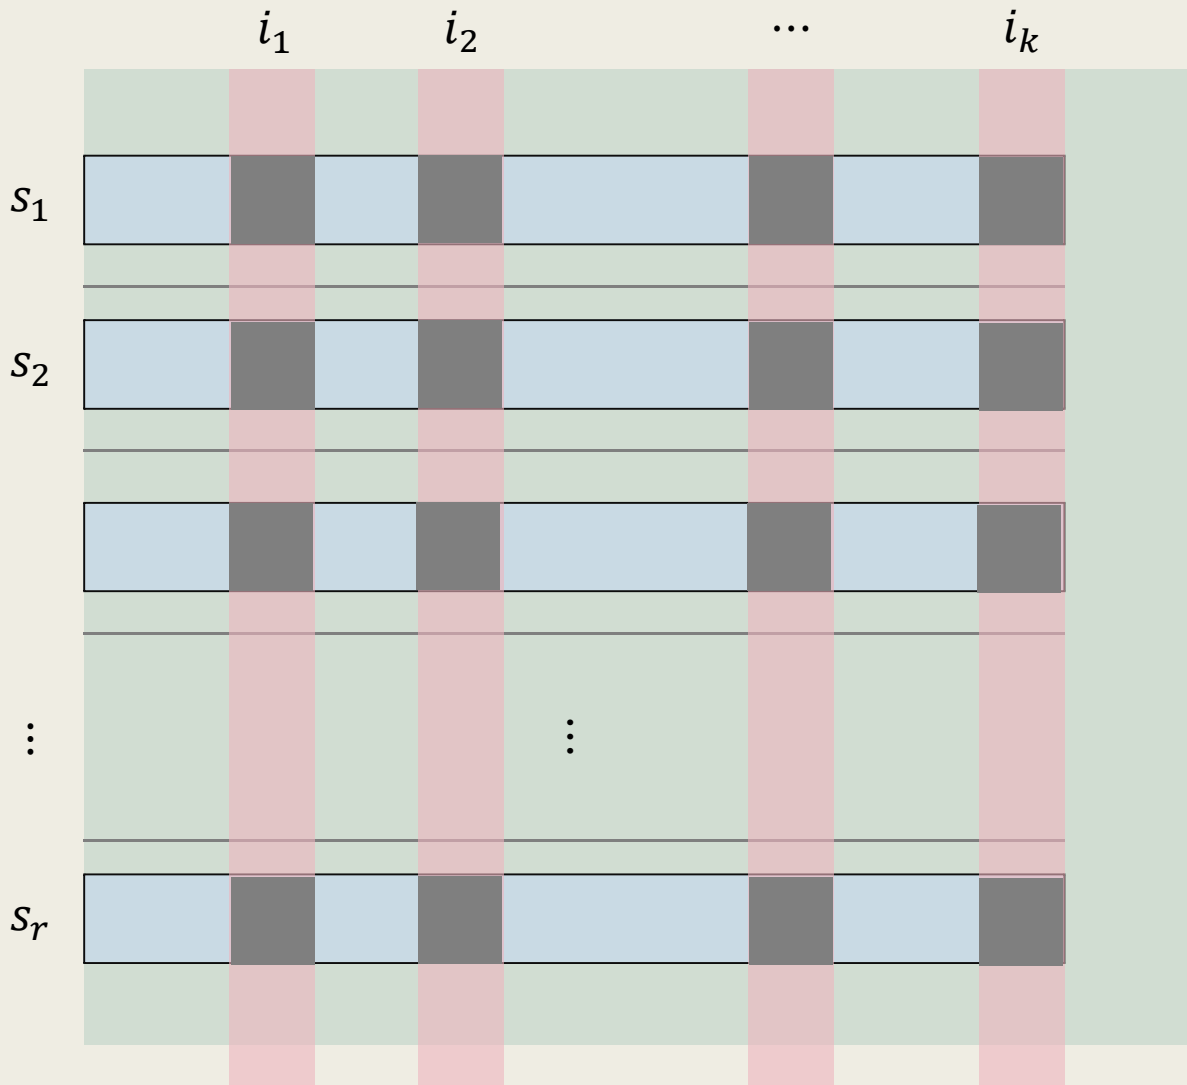 i₁ i₂ ⋯ iₖ
s₁
s₂
⋮ ⋮
sᵣ